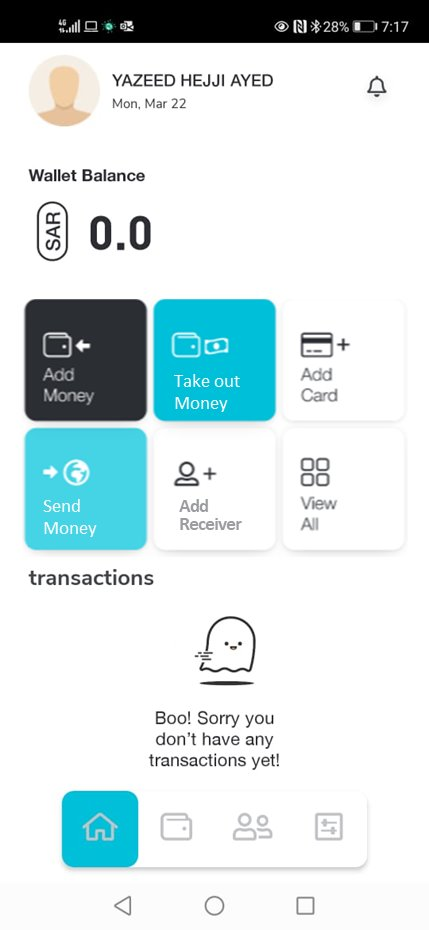 4G 28% 7:17
YAZEED HEJJI AYED
Mon, Mar 22
Wallet Balance
SAR 0.0
Add
Money
Take out
Money
Add
Card
Send
Money
Add
Receiver
View
All
transactions
Boo! Sorry you
don't have any
transactions yet!